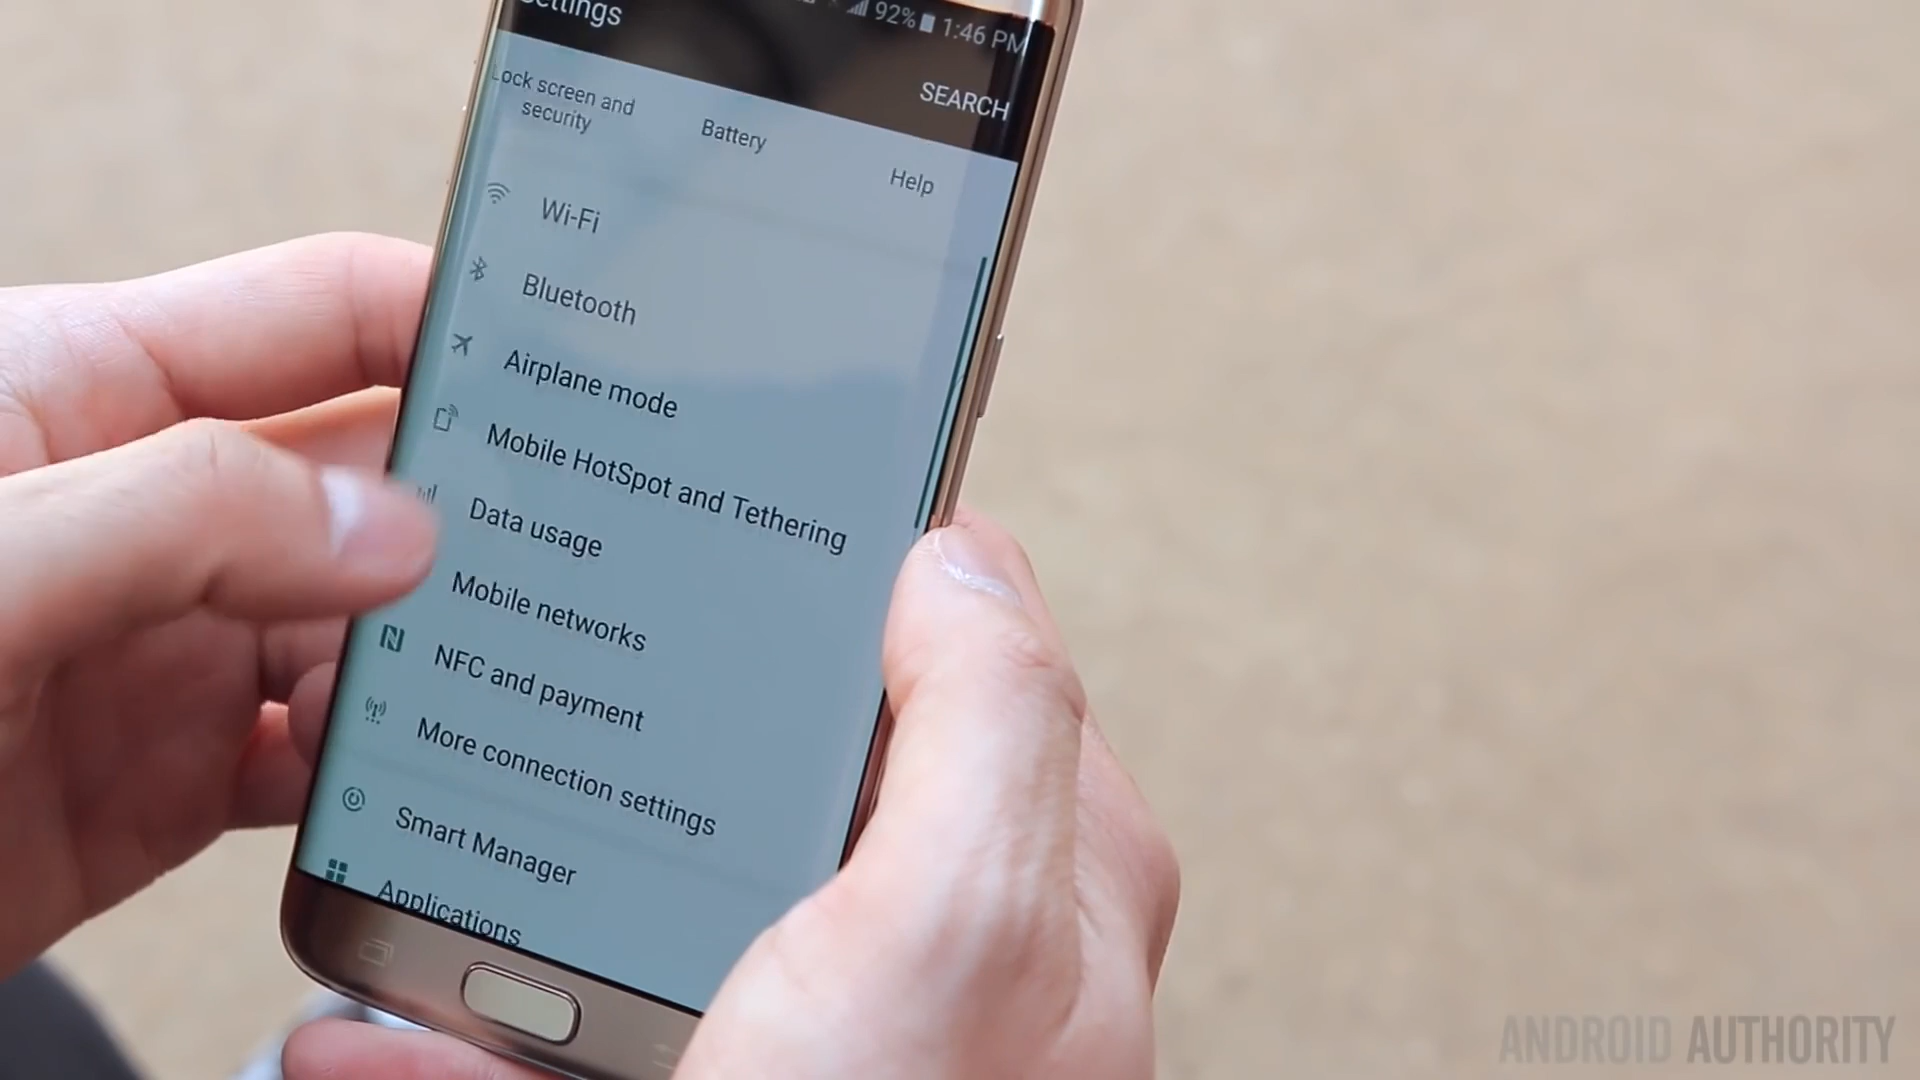 Settings
92% 1:46 PM
SEARCH
Lock screen and
security
Battery
Help
Wi-Fi
Bluetooth
Airplane mode
Mobile HotSpot and Tethering
Data usage
Mobile networks
NFC and payment
More connection settings
Smart Manager
Applications
ANDROID AUTHORITY